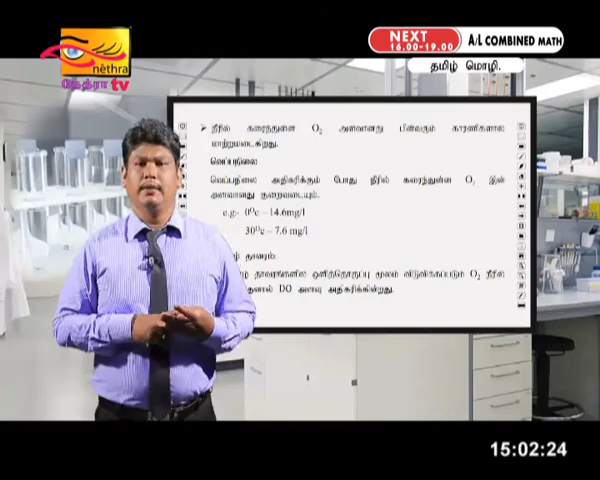 NEXT
16.00-19.00
A/L COMBINED MATH
தமிழ் மொழி.
nēthra
நேத்ரா tv
➤ நீரில் கரைந்துளை O₂ அளவானது பின்வரும் காரணிகளால்
மாற்றமடைகிறது.
வெப்பநிலை
வெப்பநிலை அதிகரிக்கும் போது நீரில் கரைந்துள்ள O₂ இன்
அளவானது குறைவடையும்.
e.g- 0⁰c – 14.6mg/l
30⁰c – 7.6 mg/l
தாவரம்
தாவரங்களில் ஒளித்தொகுப்பு மூலம் விடுவிக்கப்படும் O₂ நீரில்
DO அளவு அதிகரிக்கின்றது.
15:02:24